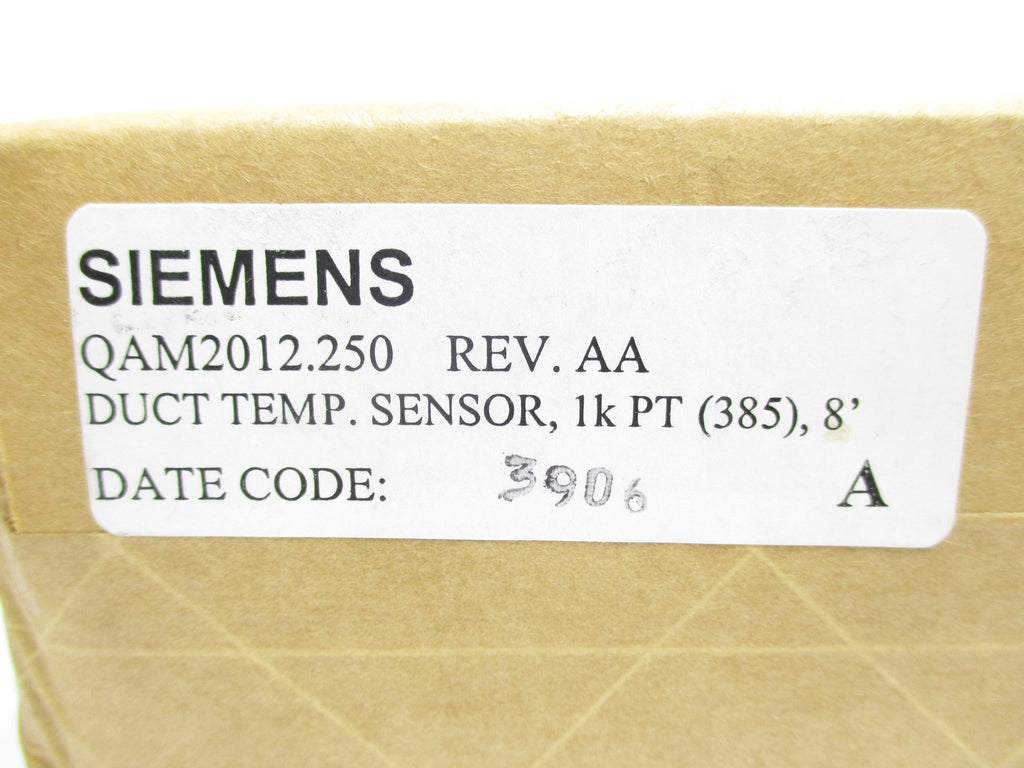 SIEMENS
QAM2012.250 REV. AA
DUCT TEMP. SENSOR, 1k PT (385), 8’
DATE CODE: 3906 A